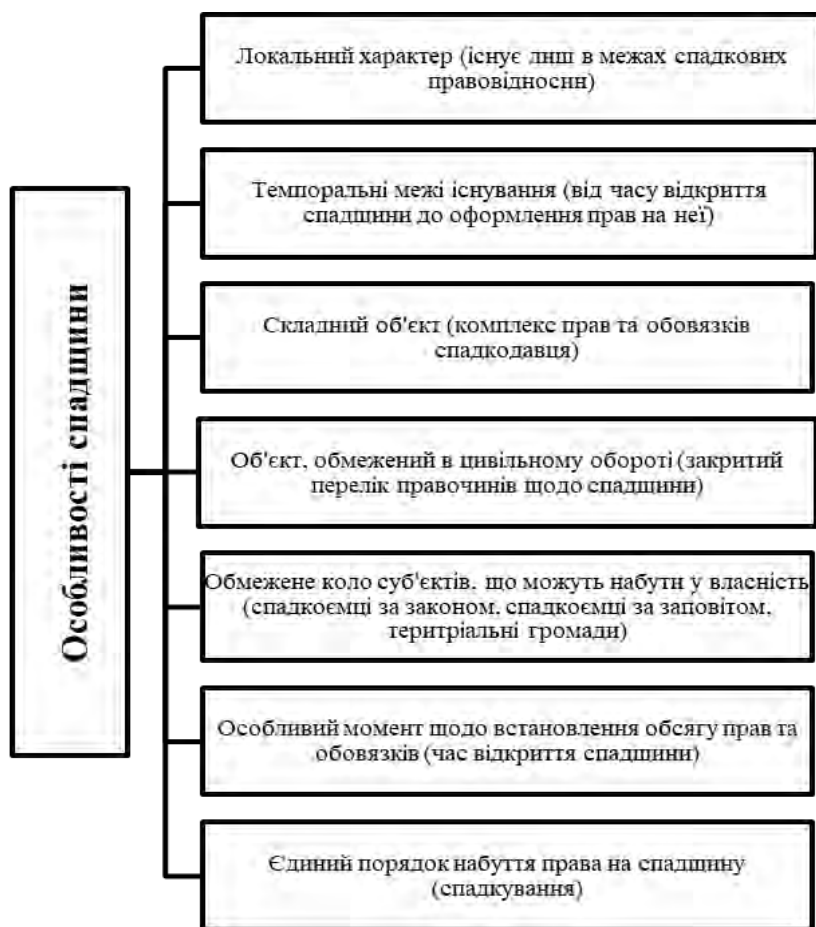 Особливості спадщини
Локальний характер (існує лиш в межах спадкових
правовідносин)
Темпоральні межі існування (від часу відкриття
спадщини до оформлення прав на неї)
Складний об'єкт (комплекс прав та обовязків
спадкодавця)
Об'єкт, обмежений в цивільному обороті (закритий
перелік правочинів щодо спадщини)
Обмежене коло суб'єктів, що можуть набути у власність
(спадкоємці за законом, спадкоємці за заповітом,
територіальні громади)
Особливий момент щодо встановлення обсягу прав та
обовязків (час відкриття спадщини)
Єдиний порядок набуття права на спадщину
(спадкування)